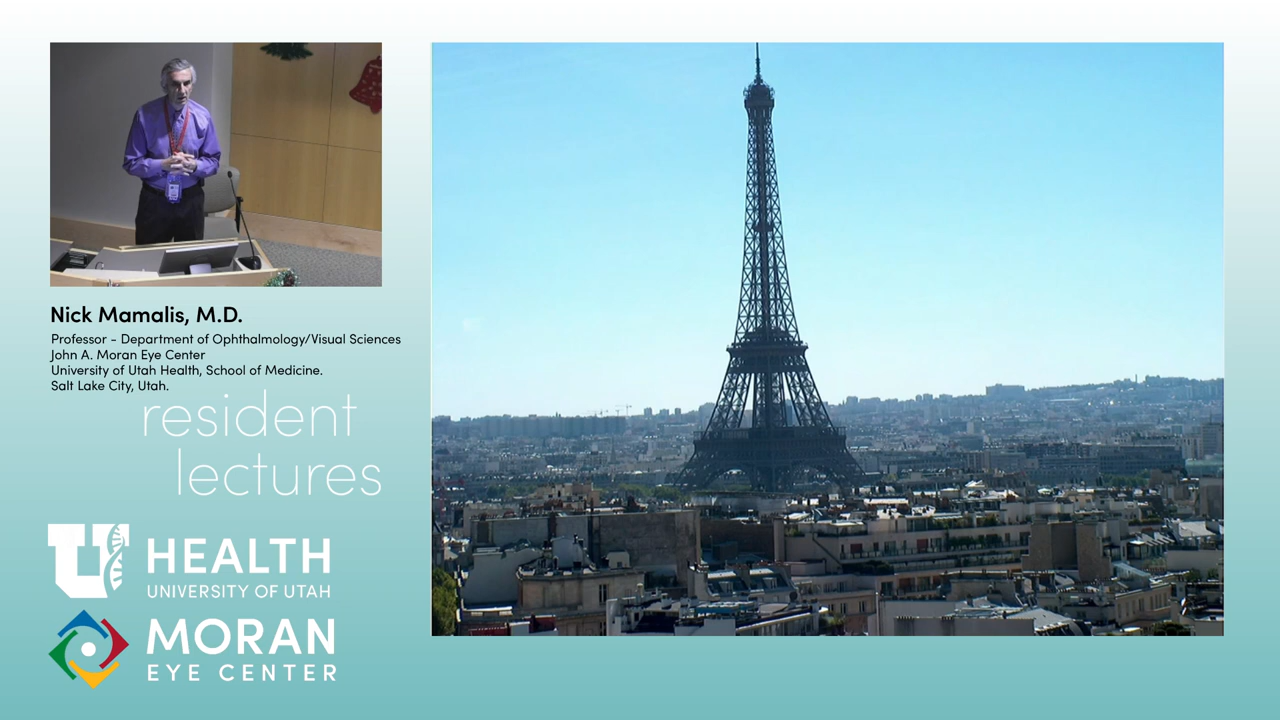 Nick Mamalis, M.D.
Professor - Department of Ophthalmology/Visual Sciences
John A. Moran Eye Center
University of Utah Health, School of Medicine.
Salt Lake City, Utah.
resident
lectures
U HEALTH
UNIVERSITY OF UTAH
MORAN
EYE CENTER